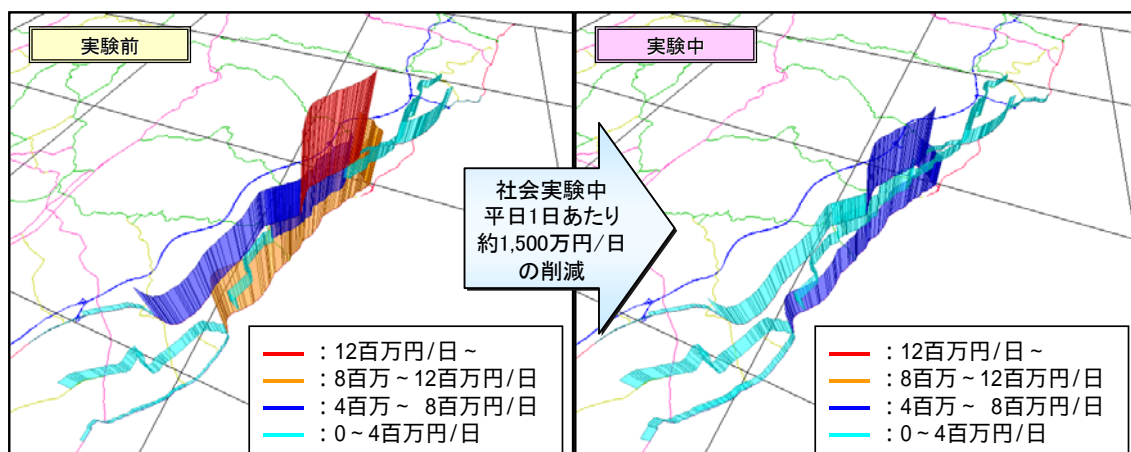 実験前
実験中
社会実験中
平日1日あたり
約1,500万円/日
の削減
：12百万円/日～
：8百万～12百万円/日
：4百万～ 8百万円/日
：0～4百万円/日
：12百万円/日～
：8百万～12百万円/日
：4百万～ 8百万円/日
：0～4百万円/日